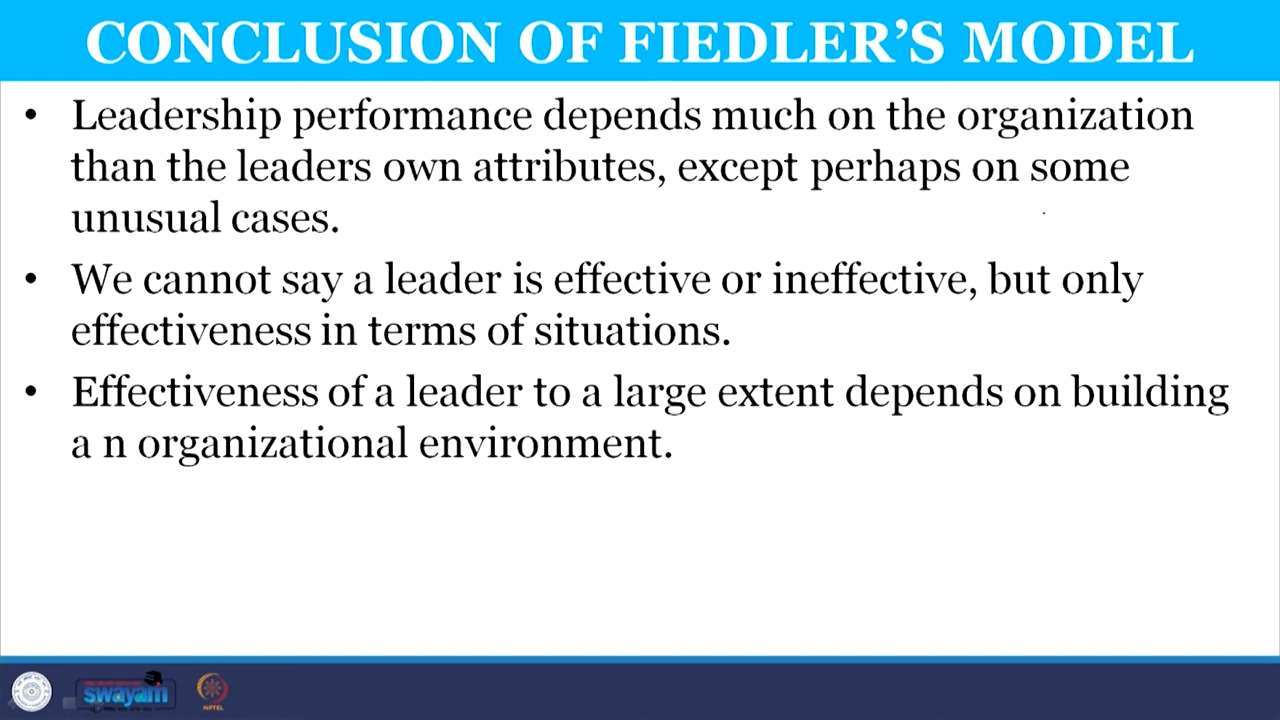 CONCLUSION OF FIEDLER’S MODEL
• Leadership performance depends much on the organization
than the leaders own attributes, except perhaps on some
unusual cases.
• We cannot say a leader is effective or ineffective, but only
effectiveness in terms of situations.
• Effectiveness of a leader to a large extent depends on building
a n organizational environment.
swayam
NPTEL